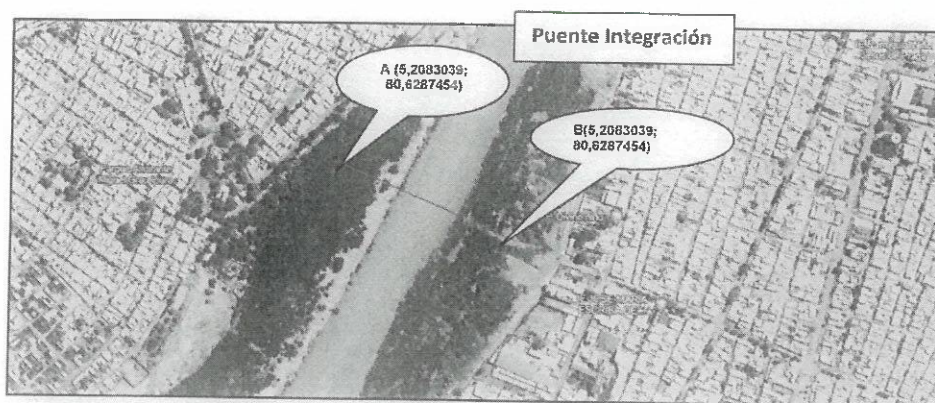 Puente Integración
A (5,2083039;
80,6287454)
B(5,2083039;
80,6287454)